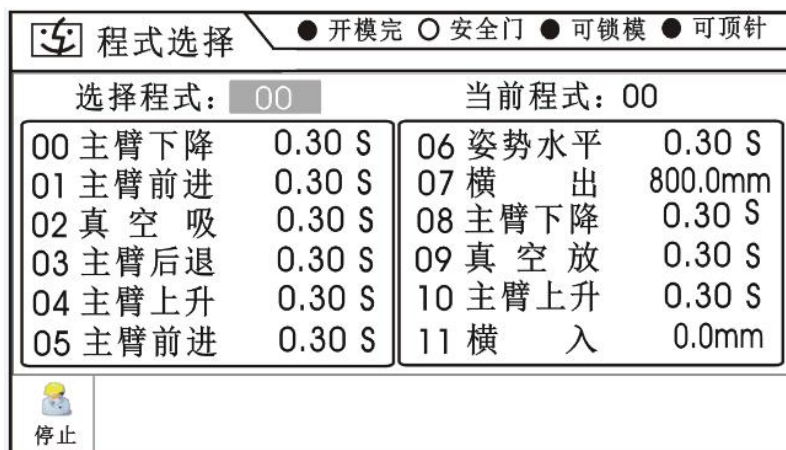 程式选择 ● 开模完 ○ 安全门 ● 可锁模 ● 可顶针
选择程式： 00 当前程式：00
00 主臂下降 0.30 S
01 主臂前进 0.30 S
02 真空吸 0.30 S
03 主臂后退 0.30 S
04 主臂上升 0.30 S
05 主臂前进 0.30 S
06 姿势水平 0.30 S
07 横出 800.0mm
08 主臂下降 0.30 S
09 真空放 0.30 S
10 主臂上升 0.30 S
11 横入 0.0mm
停止